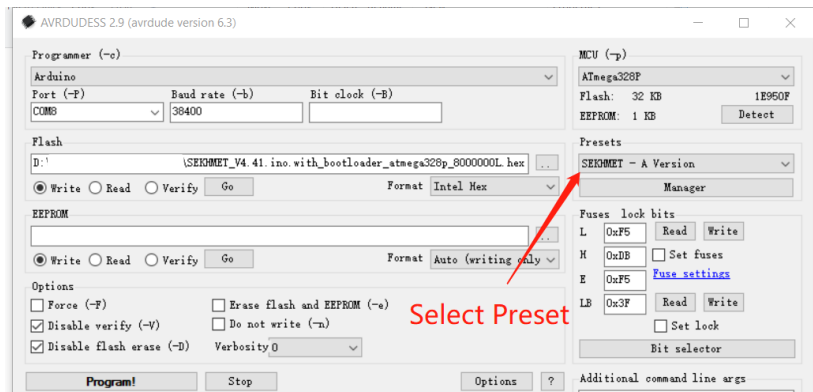 AVRDUDESS 2.9 (avrdude version 6.3)
Programmer (-c)
Arduino
Port (-P)
Baud rate (-b)
Bit clock (-B)
COM8
38400
MCU (-p)
ATmega328P
Flash: 32 KB
1E950F
EEPROM: 1 KB
Detect
Flash
D:\
\SEKHMET_V4.41.ino.with_bootloader_atmega328p_8000000L.hex
..
Write
Read
Verify
Go
Format
Intel Hex
Presets
SEKHMET - A Version
Manager
EEPROM
..
Write
Read
Verify
Go
Format
Auto (writing only
Fuses lock bits
L
0xF5
Read
Write
H
0xDB
Set fuses
E
0xF5
Fuse settings
LB
0x3F
Read
Write
Set lock
Bit selector
Options
Force (-F)
Erase flash and EEPROM (-e)
Disable verify (-V)
Do not write (-n)
Disable flash erase (-D)
Verbosity
0
Select Preset
Program!
Stop
Options
?
Additional command line args